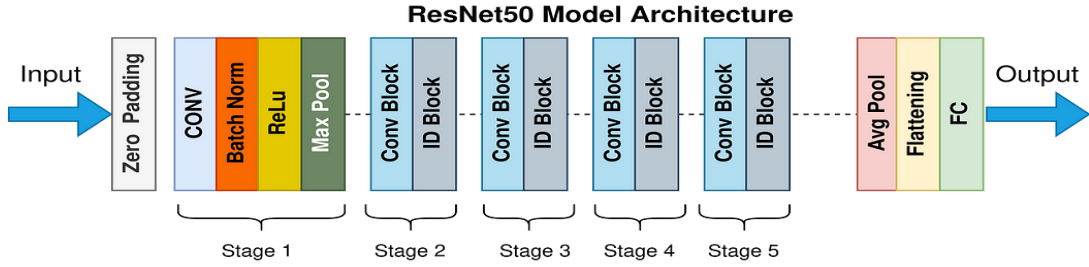 ResNet50 Model Architecture
Input
Zero Padding
CONV
Batch Norm
ReLu
Max Pool
Conv Block
ID Block
Conv Block
ID Block
Conv Block
ID Block
Conv Block
ID Block
Avg Pool
Flattening
FC
Output
Stage 1
Stage 2
Stage 3
Stage 4
Stage 5